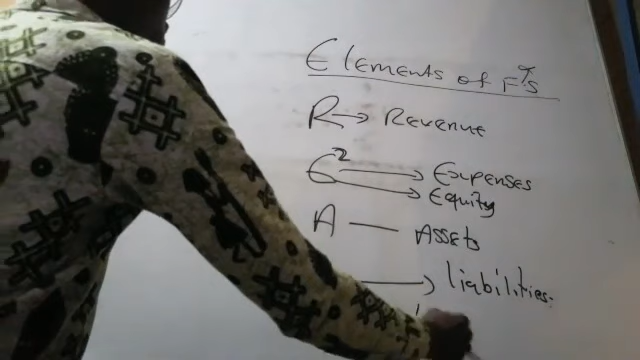 Elements of F/S
R → Revenue
E² → Expenses
→ Equity
A — Assets
→ liabilities.